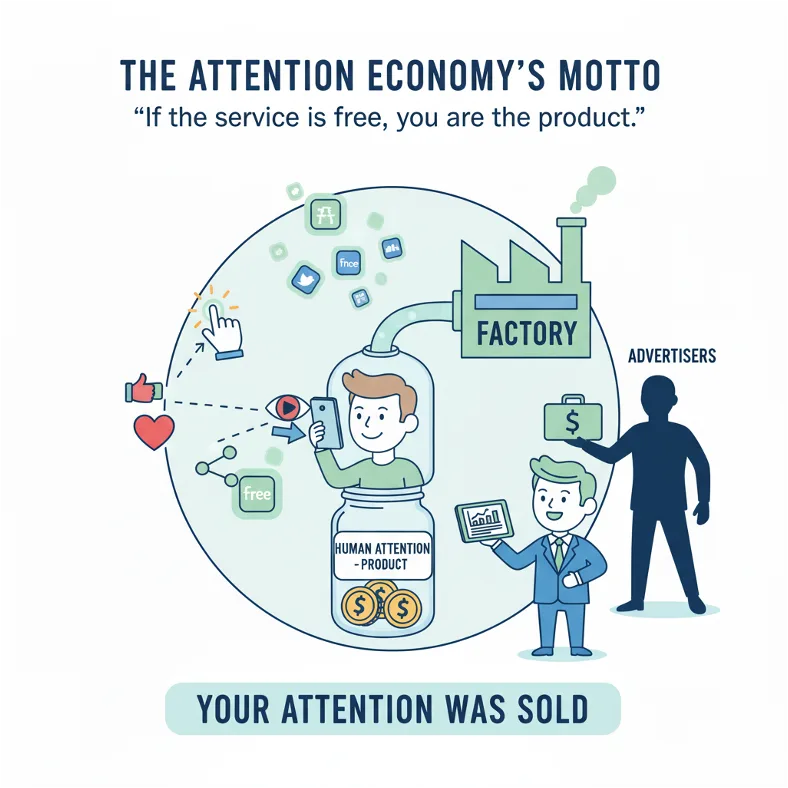 THE ATTENTION ECONOMY’S MOTTO
“If the service is free, you are the product.”
fnce
FACTORY
ADVERTISERS
$
free
HUMAN ATTENTION
- PRODUCT
$ $ $
YOUR ATTENTION WAS SOLD